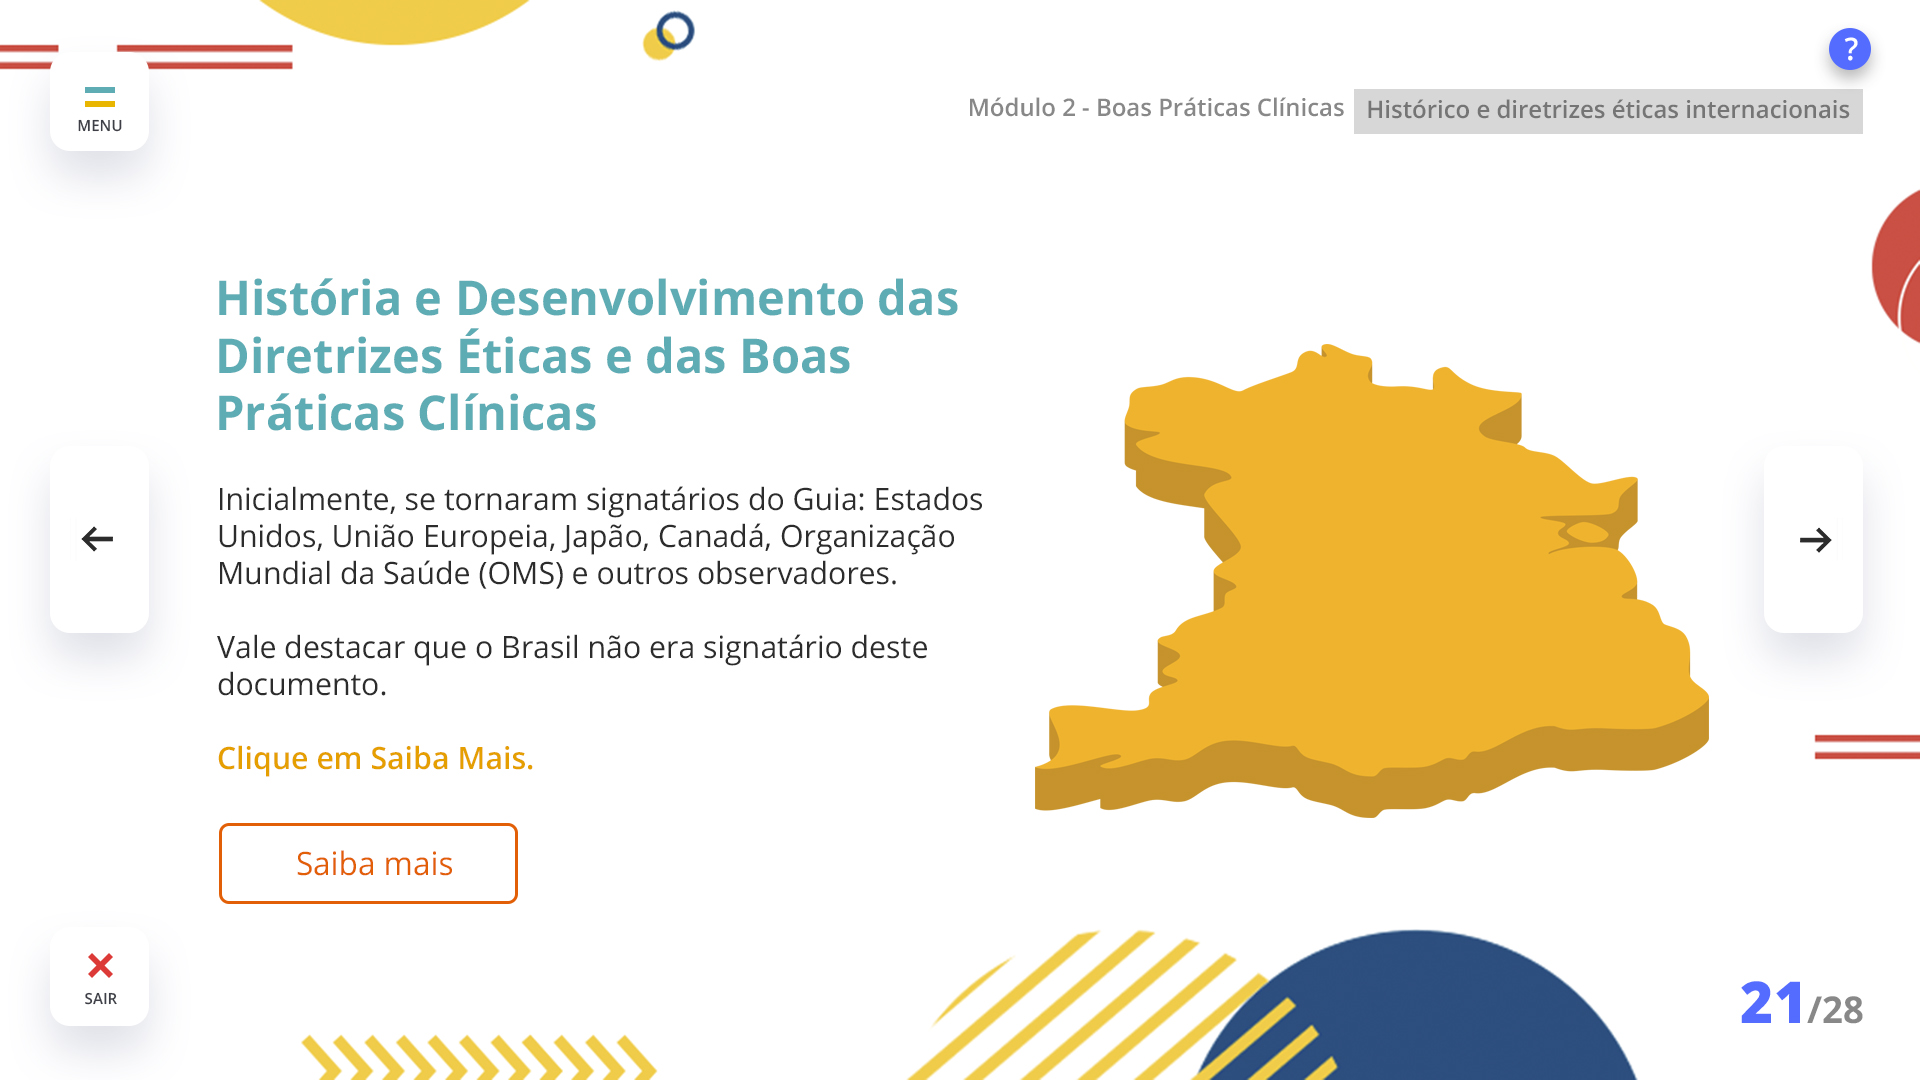 ?
MENU
Módulo 2 - Boas Práticas Clínicas
Histórico e diretrizes éticas internacionais
História e Desenvolvimento das
Diretrizes Éticas e das Boas
Práticas Clínicas
Inicialmente, se tornaram signatários do Guia: Estados
Unidos, União Europeia, Japão, Canadá, Organização
Mundial da Saúde (OMS) e outros observadores.
Vale destacar que o Brasil não era signatário deste
documento.
Clique em Saiba Mais.
Saiba mais
SAIR
21/28